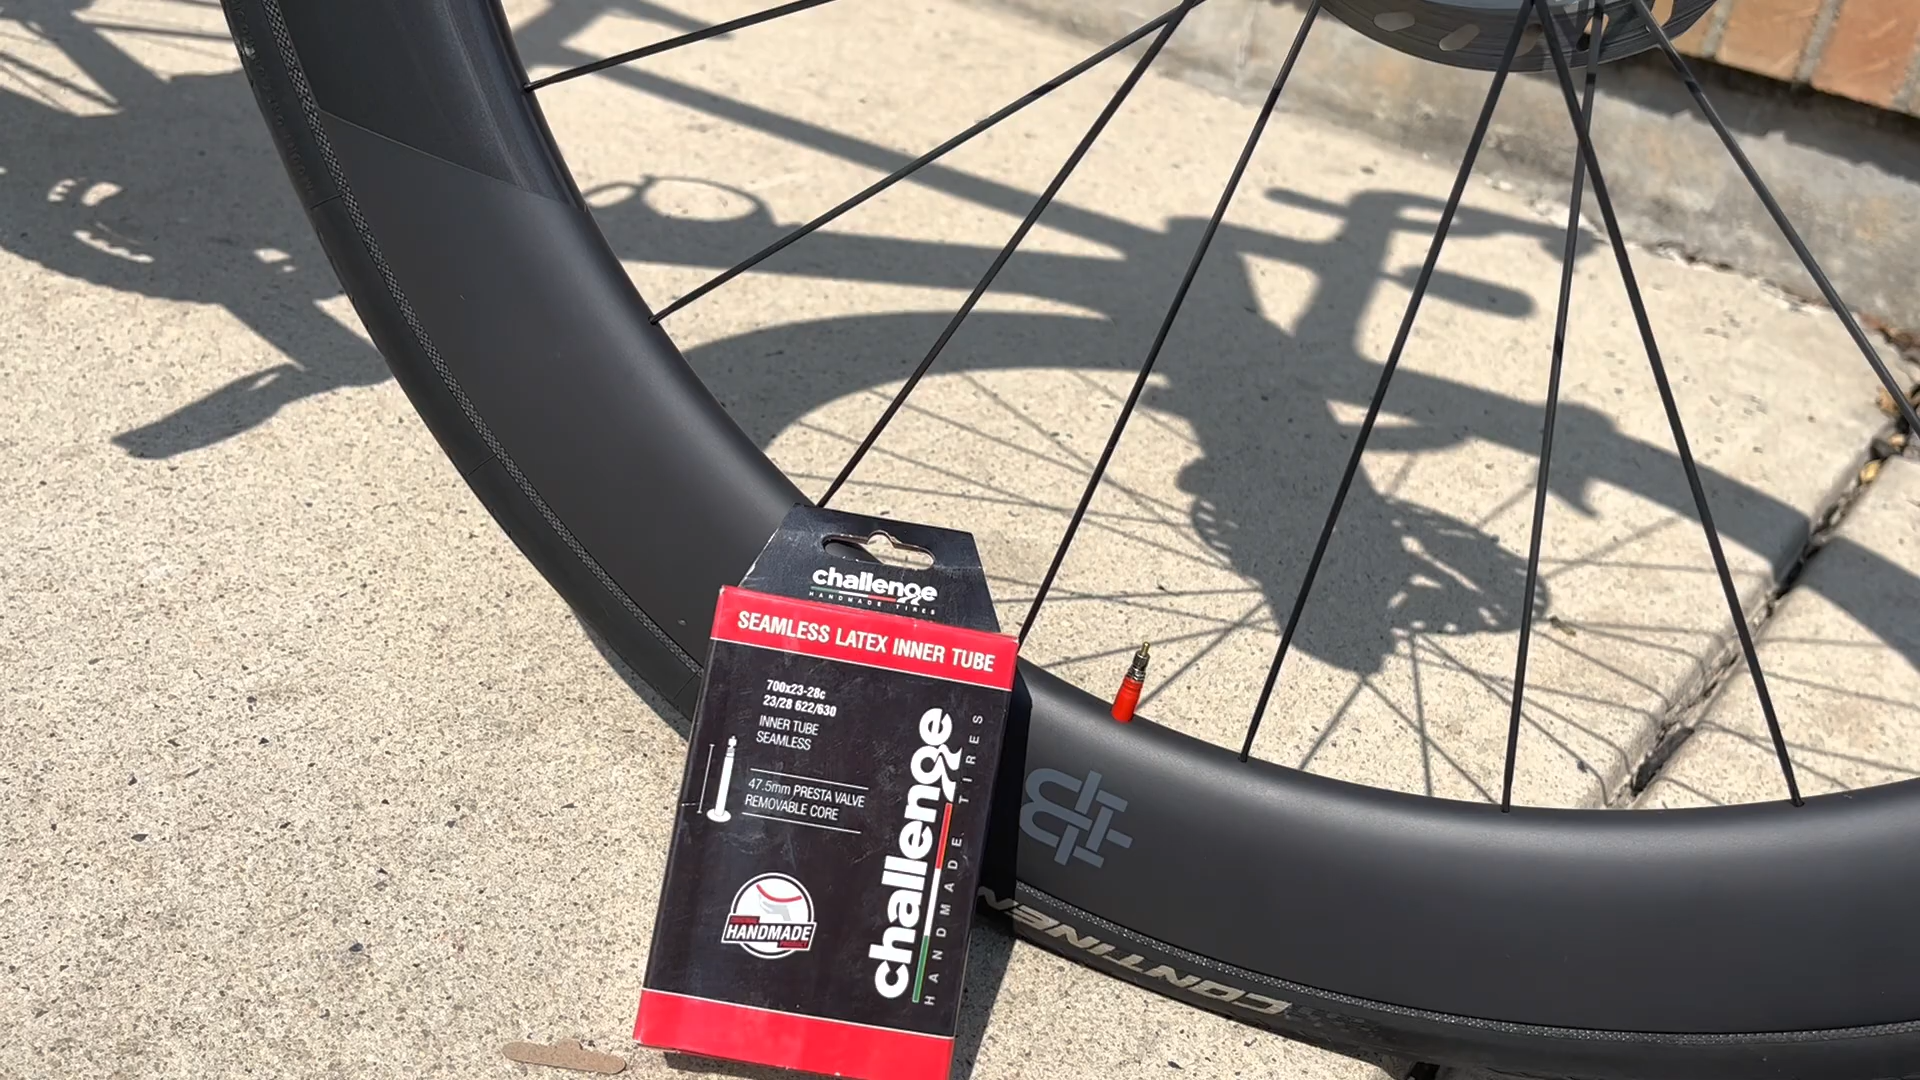 challenge
HANDMADE TIRES
SEAMLESS LATEX INNER TUBE
700x23-28c
23/28 622/630
INNER TUBE
SEAMLESS
47.5mm PRESTA VALVE
REMOVABLE CORE
HANDMADE
challenge
HANDMADE TIRES
CONTINEN